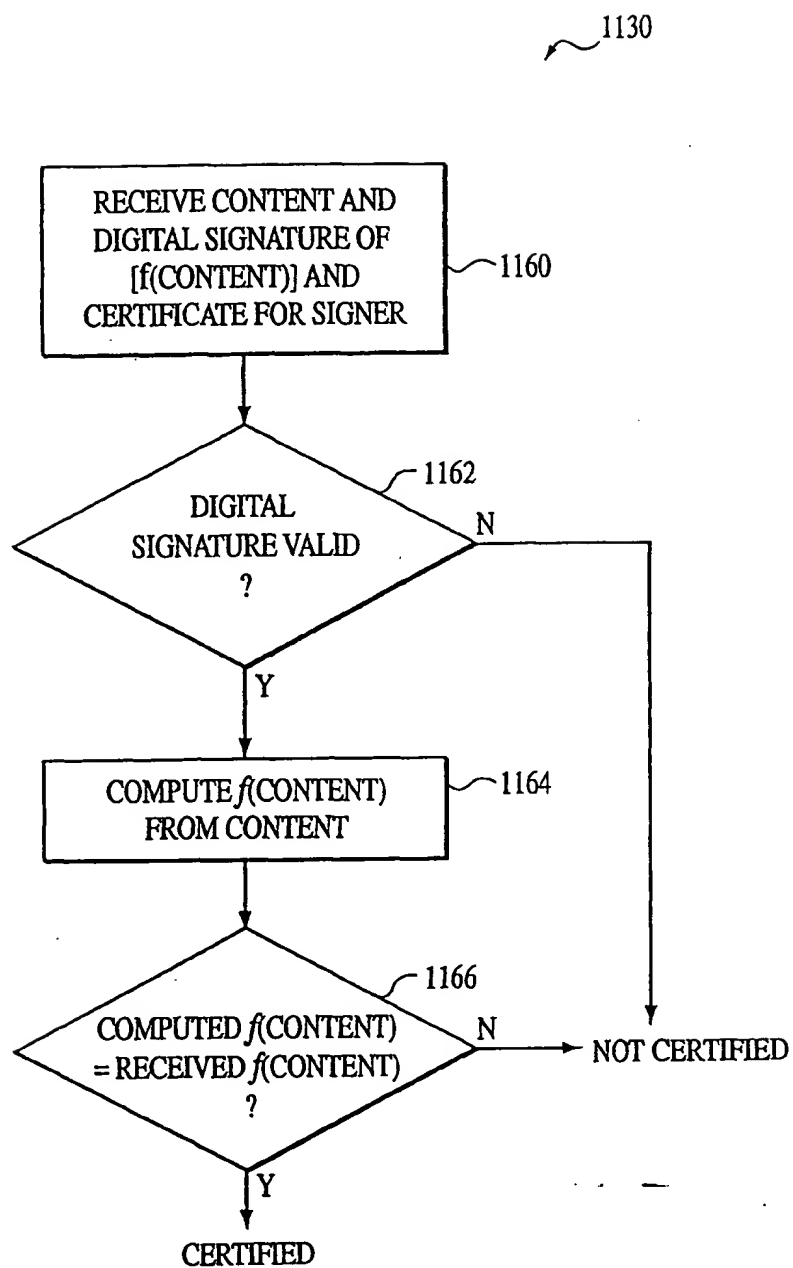 1130
RECEIVE CONTENT AND
DIGITAL SIGNATURE OF
[f(CONTENT)] AND
CERTIFICATE FOR SIGNER
1160
1162
DIGITAL
SIGNATURE VALID
?
N
Y
COMPUTE f(CONTENT)
FROM CONTENT
1164
1166
COMPUTED f(CONTENT)
= RECEIVED f(CONTENT)
?
N
NOT CERTIFIED
Y
CERTIFIED